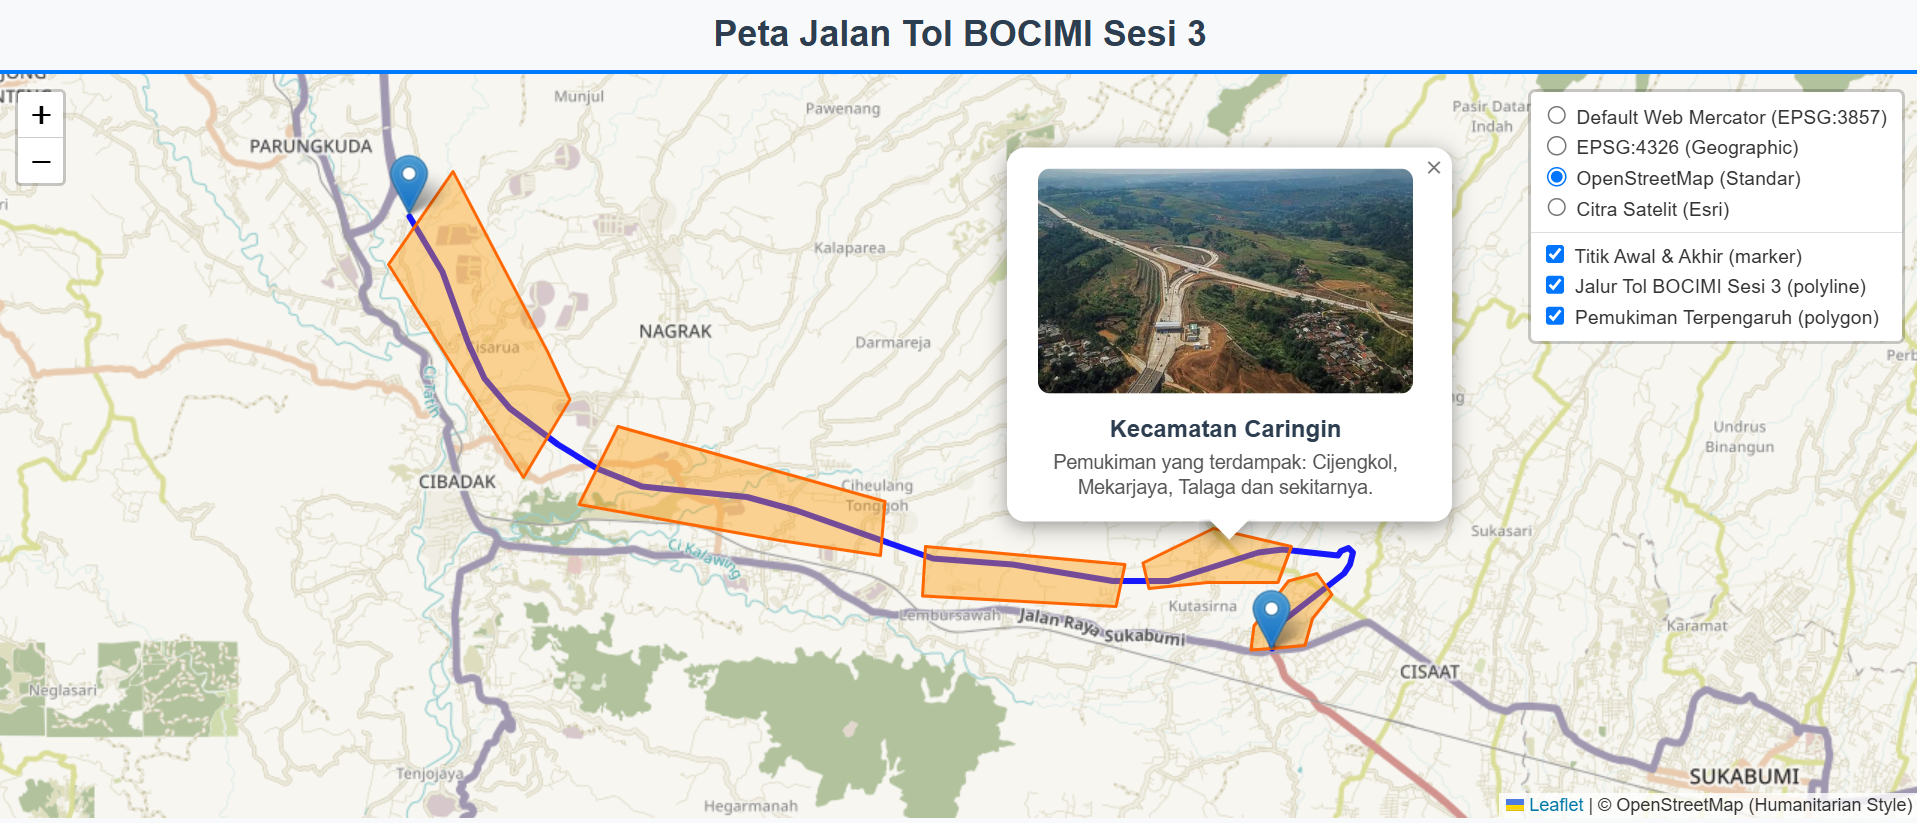 Peta Jalan Tol BOCIMI Sesi 3
+
−
Munjul
Pawenang
PARUNGKUDA
Kalaparea
NAGRAK
Darmareja
Cisarua
Cicatih
CIBADAK
Ciheulang
Tonggoh
Ci Kalawing
Lembursawah
Jalan Raya Sukabumi
Kutasirna
CISAAT
Sukasari
Undrus
Binangun
Karamat
SUKABUMI
Neglasari
Tenjojaya
Hegarmanah
Pasir Datar
Indah
×
Kecamatan Caringin
Pemukiman yang terdampak: Cijengkol,
Mekarjaya, Talaga dan sekitarnya.
Default Web Mercator (EPSG:3857)
EPSG:4326 (Geographic)
OpenStreetMap (Standar)
Citra Satelit (Esri)
Titik Awal & Akhir (marker)
Jalur Tol BOCIMI Sesi 3 (polyline)
Pemukiman Terpengaruh (polygon)
Leaflet | © OpenStreetMap (Humanitarian Style)